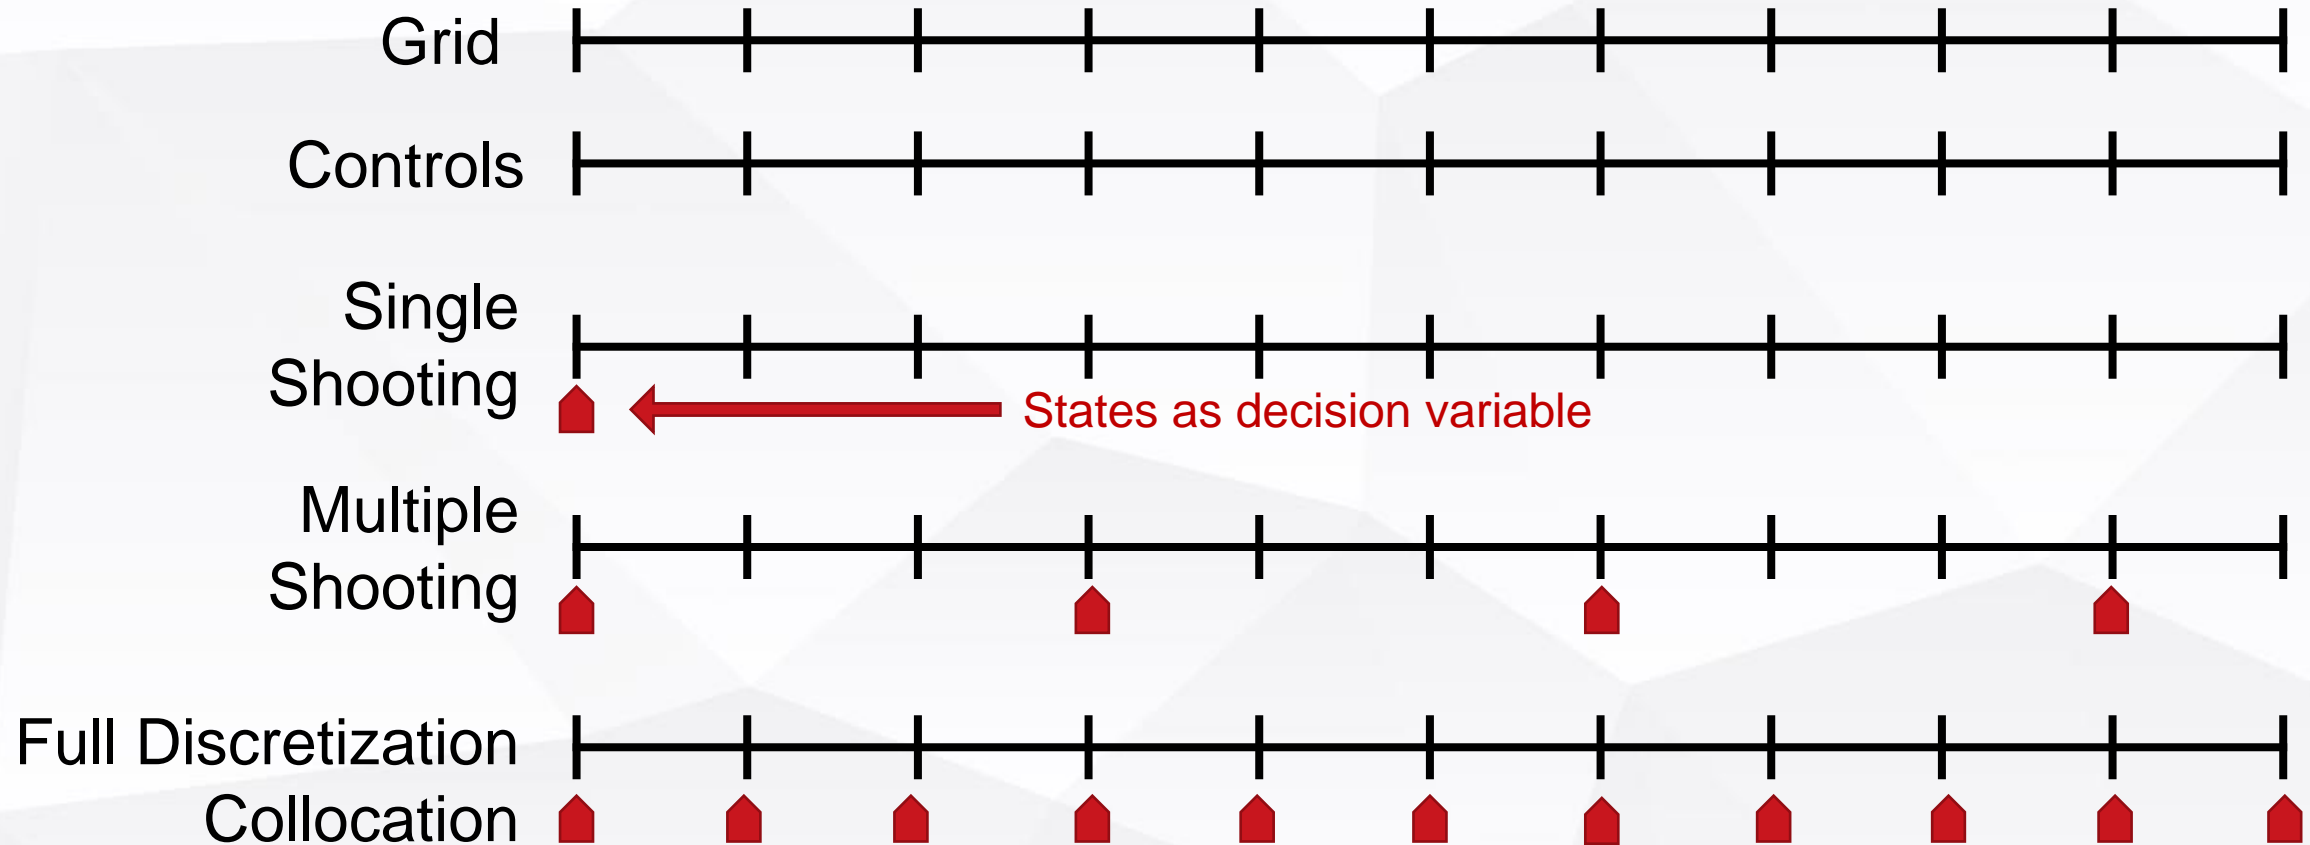 Grid
Controls
Single
Shooting
States as decision variable
Multiple
Shooting
Full Discretization
Collocation